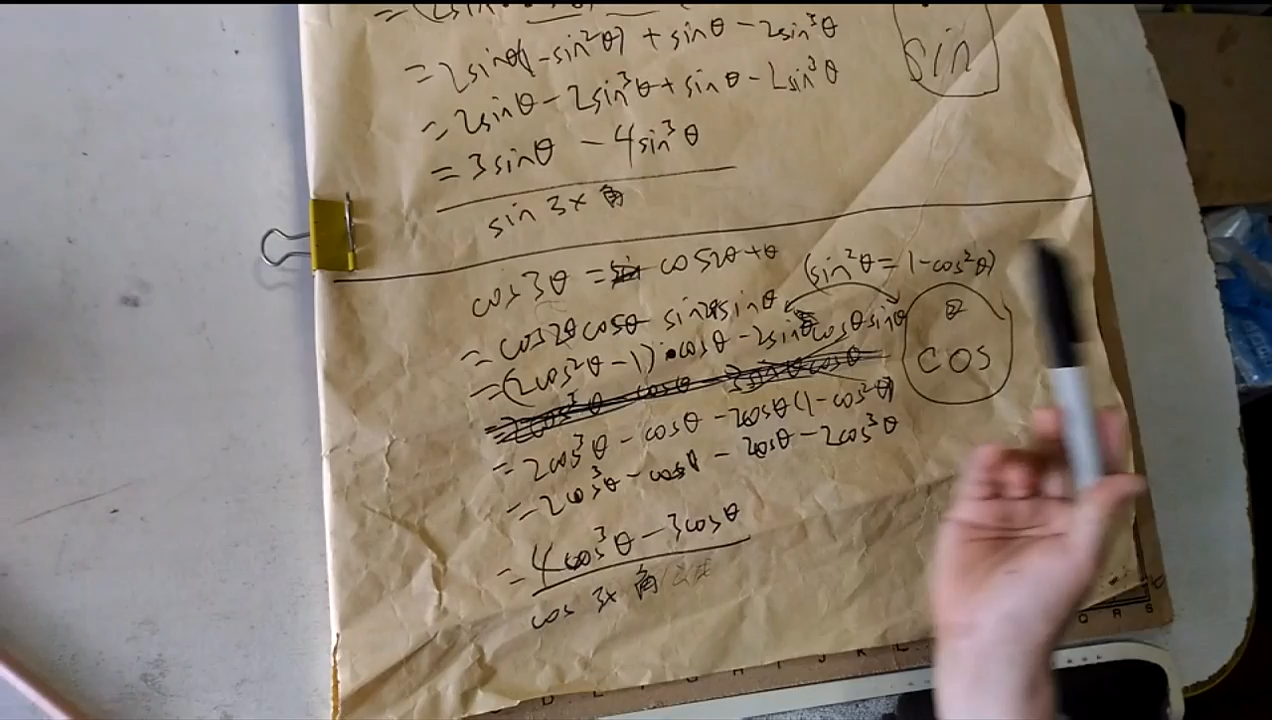 = 2sinθ(1-sin²θ) + sinθ - 2sin³θ
= 2sinθ - 2sin³θ + sinθ - 2sin³θ
= 3sinθ - 4sin³θ
sin 3x 角
sin
cos3θ = cos2θ+θ
(sin²θ = 1-cos²θ)
= cos2θcosθ - sin2θsinθ
= (2cos²θ - 1)·cosθ - 2sinθcosθsinθ
cos
= 2cos³θ - cosθ - 2cosθ(1-cos²θ)
= 2cos³θ - cosθ - 2cosθ - 2cos³θ
= 4cos³θ - 3cosθ
cos 3x 角